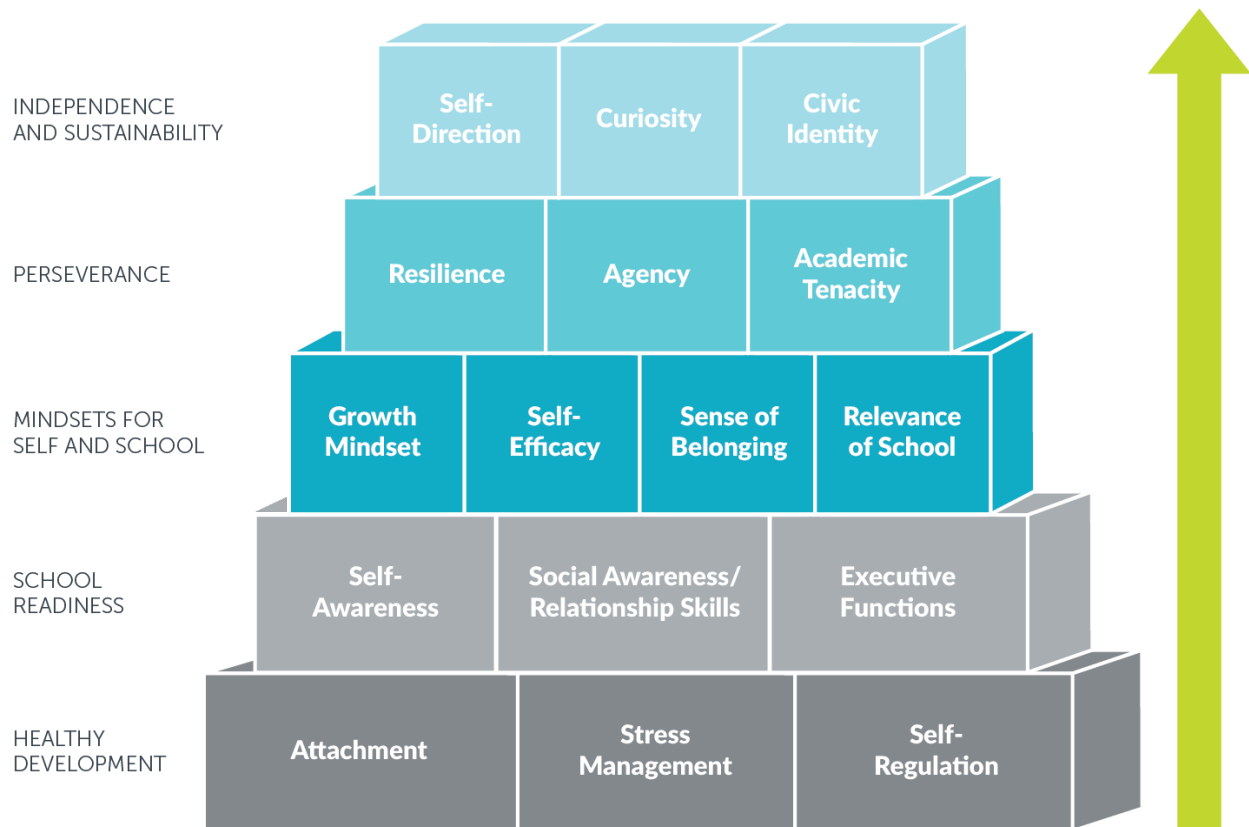 INDEPENDENCE
AND SUSTAINABILITY
Self-
Direction
Curiosity
Civic
Identity
PERSEVERANCE
Resilience
Agency
Academic
Tenacity
MINDSETS FOR
SELF AND SCHOOL
Growth
Mindset
Self-
Efficacy
Sense of
Belonging
Relevance
of School
SCHOOL
READINESS
Self-
Awareness
Social Awareness/
Relationship Skills
Executive
Functions
HEALTHY
DEVELOPMENT
Attachment
Stress
Management
Self-
Regulation